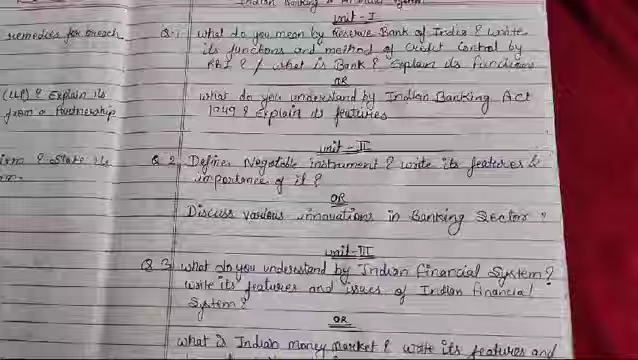 Indian Banking
unit-I
remedies for breach
Q.1 what do you mean by Reserve Bank of India & write
its functions and method of Credit Control by
RBI ? / what is Bank ? Explain its functions
OR
(LLP) & Explain its
from a Partnership
what do you understand by Indian Banking Act
1949 & Explain its features
unit-II
& State its
Q 2 Define Negotable instrument & write its features &
importance of it ?
OR
Discuss various innovations in Banking Sector ?
unit-III
Q 3 what do you understand by Indian financial System ?
write its features and issues of Indian financial
System ?
OR
what is Indian money market & write its features and